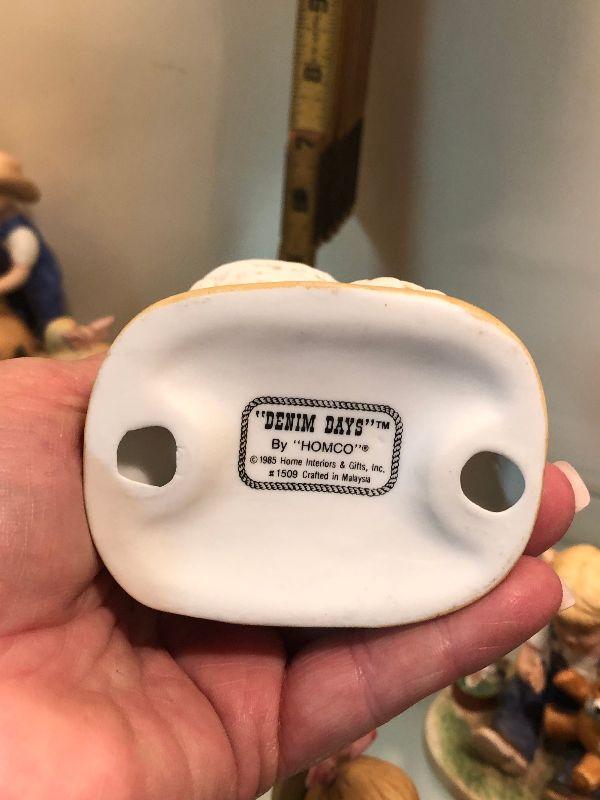 "DENIM DAYS"™
By "HOMCO"®
© 1985 Home Interiors & Gifts, Inc.
#1509 Crafted in Malaysia